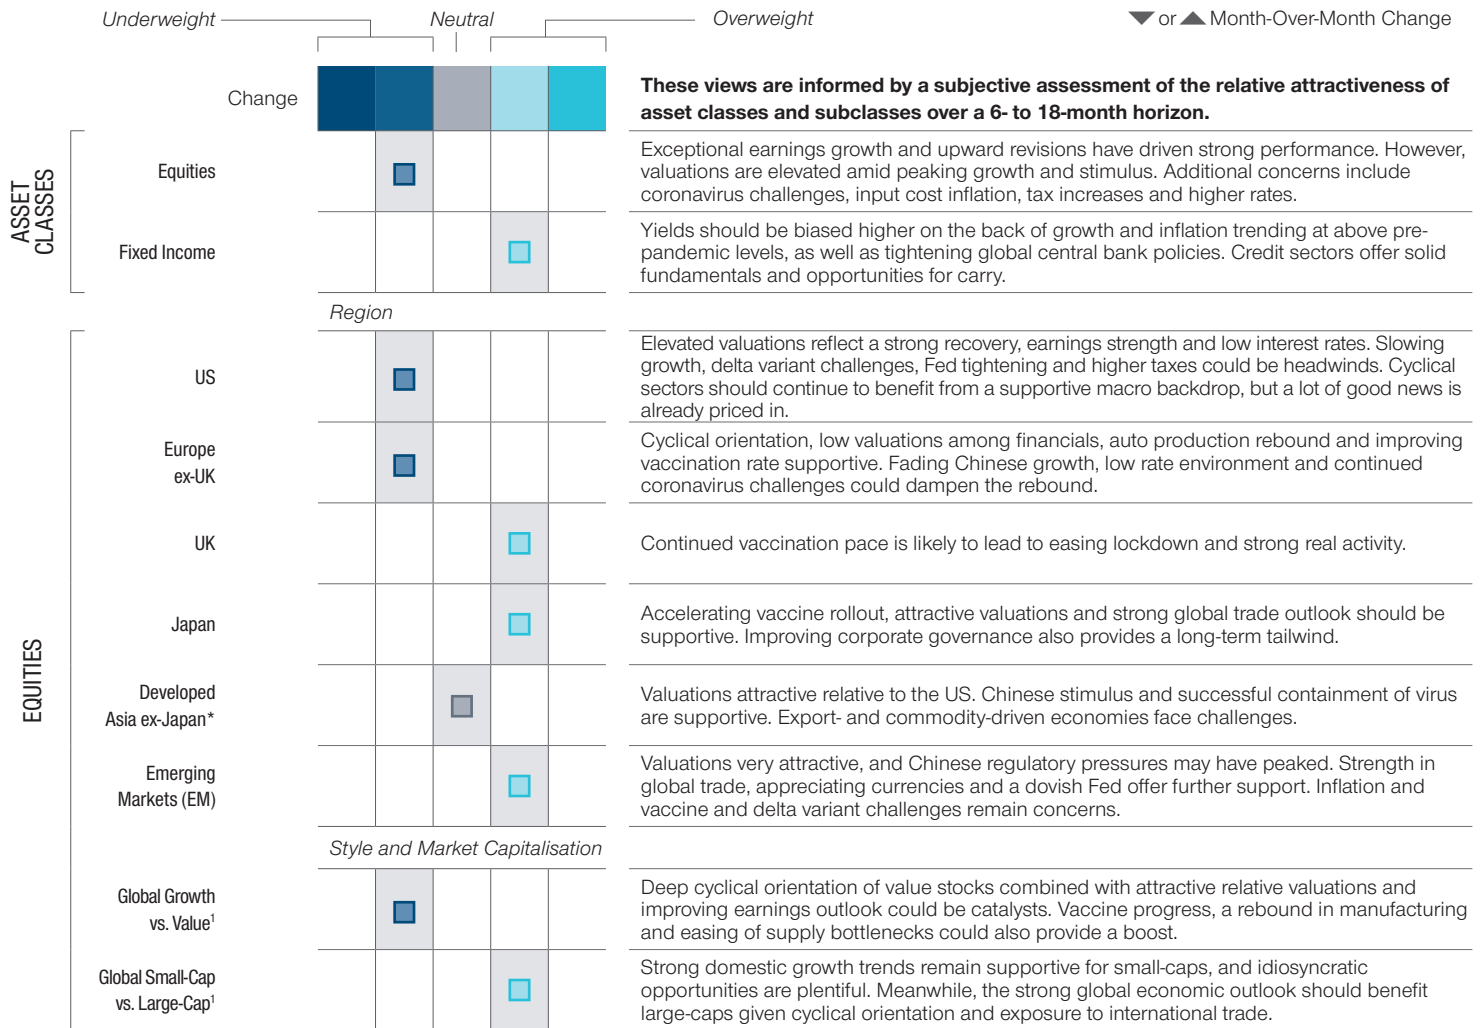 Underweight
Neutral
Overweight
▼ or ▲ Month-Over-Month Change
Change
These views are informed by a subjective assessment of the relative attractiveness of
asset classes and subclasses over a 6- to 18-month horizon.
ASSET
CLASSES
Equities
Exceptional earnings growth and upward revisions have driven strong performance. However,
valuations are elevated amid peaking growth and stimulus. Additional concerns include
coronavirus challenges, input cost inflation, tax increases and higher rates.
Fixed Income
Yields should be biased higher on the back of growth and inflation trending at above pre-
pandemic levels, as well as tightening global central bank policies. Credit sectors offer solid
fundamentals and opportunities for carry.
EQUITIES
Region
US
Elevated valuations reflect a strong recovery, earnings strength and low interest rates. Slowing
growth, delta variant challenges, Fed tightening and higher taxes could be headwinds. Cyclical
sectors should continue to benefit from a supportive macro backdrop, but a lot of good news is
already priced in.
Europe
ex-UK
Cyclical orientation, low valuations among financials, auto production rebound and improving
vaccination rate supportive. Fading Chinese growth, low rate environment and continued
coronavirus challenges could dampen the rebound.
UK
Continued vaccination pace is likely to lead to easing lockdown and strong real activity.
Japan
Accelerating vaccine rollout, attractive valuations and strong global trade outlook should be
supportive. Improving corporate governance also provides a long-term tailwind.
Developed
Asia ex-Japan*
Valuations attractive relative to the US. Chinese stimulus and successful containment of virus
are supportive. Export- and commodity-driven economies face challenges.
Emerging
Markets (EM)
Valuations very attractive, and Chinese regulatory pressures may have peaked. Strength in
global trade, appreciating currencies and a dovish Fed offer further support. Inflation and
vaccine and delta variant challenges remain concerns.
Style and Market Capitalisation
Global Growth
vs. Value¹
Deep cyclical orientation of value stocks combined with attractive relative valuations and
improving earnings outlook could be catalysts. Vaccine progress, a rebound in manufacturing
and easing of supply bottlenecks could also provide a boost.
Global Small-Cap
vs. Large-Cap¹
Strong domestic growth trends remain supportive for small-caps, and idiosyncratic
opportunities are plentiful. Meanwhile, the strong global economic outlook should benefit
large-caps given cyclical orientation and exposure to international trade.